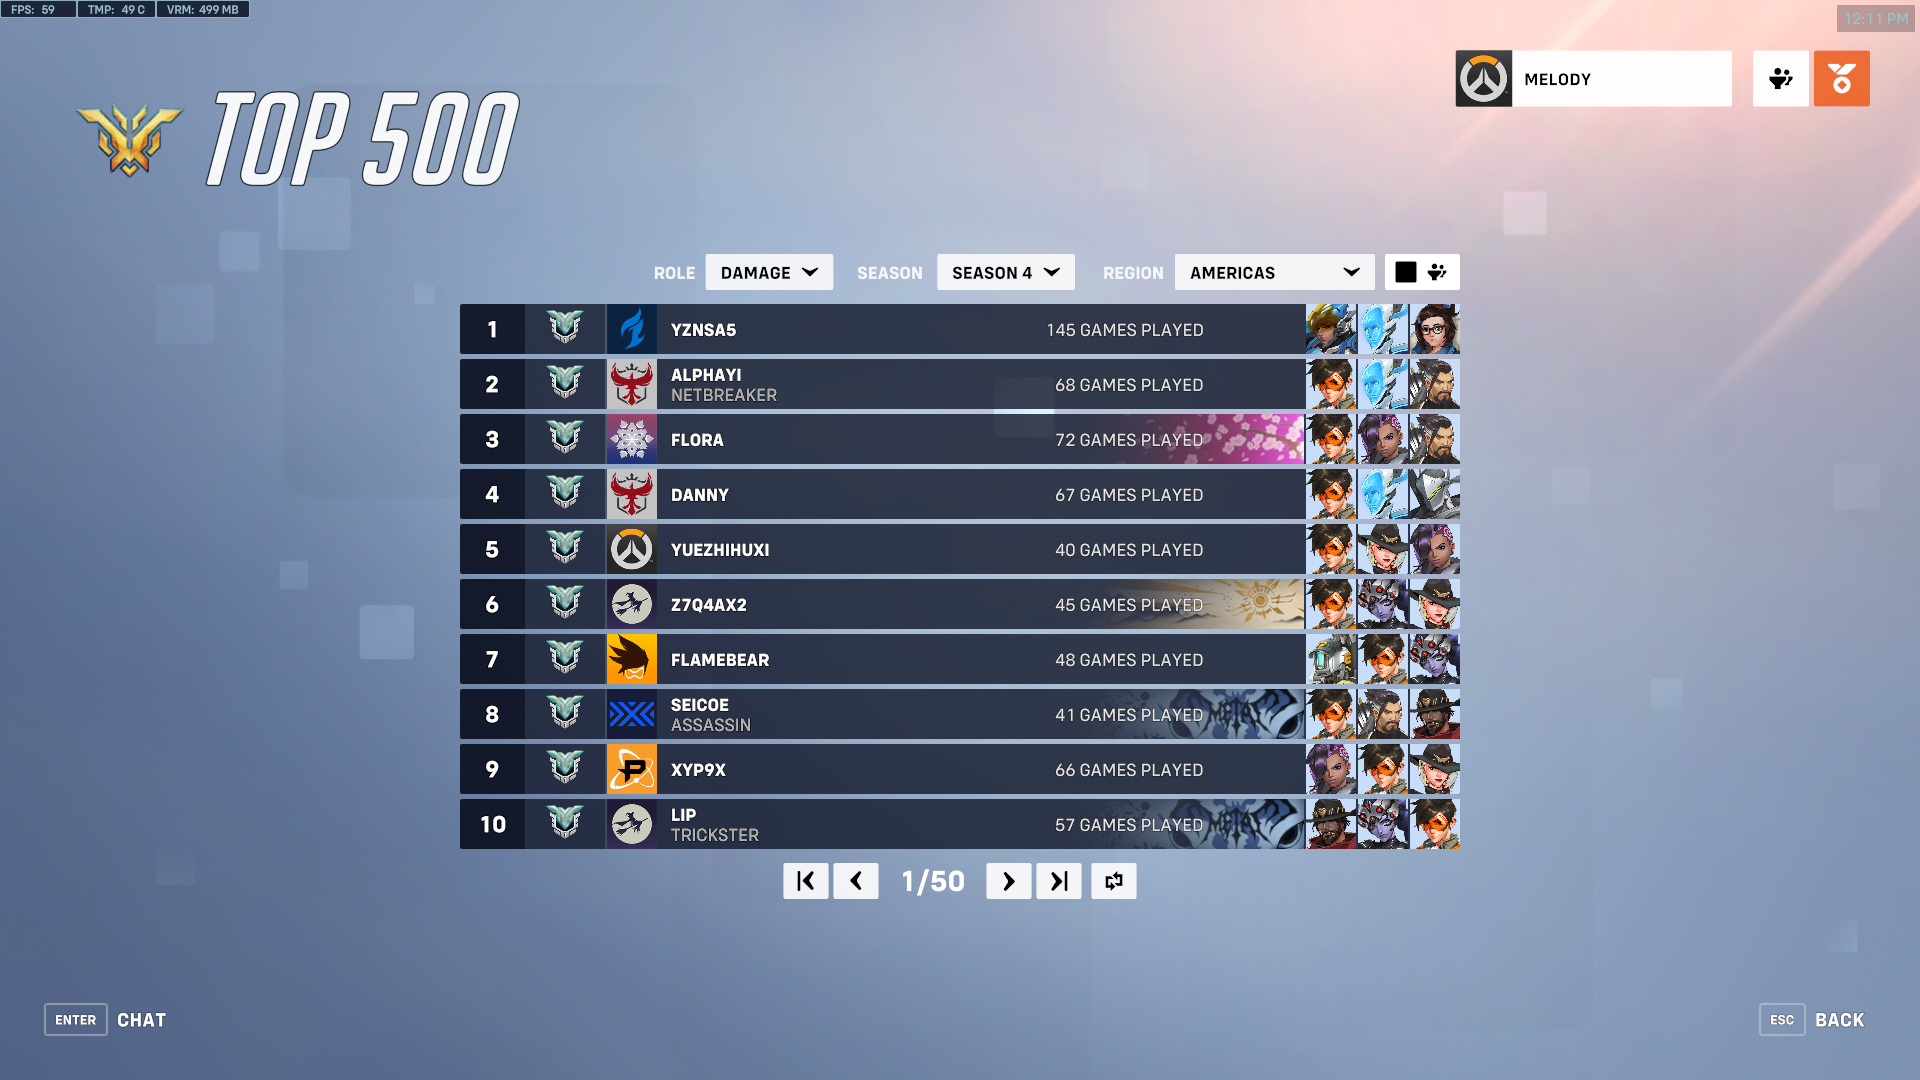 FPS: 59 TMP: 49 C VRM: 499 MB
12:11 PM
MELODY
TOP 500
ROLE DAMAGE SEASON SEASON 4 REGION AMERICAS
1 YZNSA5 145 GAMES PLAYED
2 ALPHAYI 68 GAMES PLAYED
NETBREAKER
3 FLORA 72 GAMES PLAYED
4 DANNY 67 GAMES PLAYED
5 YUEZHIHUXI 40 GAMES PLAYED
6 Z7Q4AX2 45 GAMES PLAYED
7 FLAMEBEAR 48 GAMES PLAYED
8 SEICOE 41 GAMES PLAYED
ASSASSIN
9 XYP9X 66 GAMES PLAYED
10 LIP 57 GAMES PLAYED
TRICKSTER
1/50
ENTER CHAT
ESC BACK